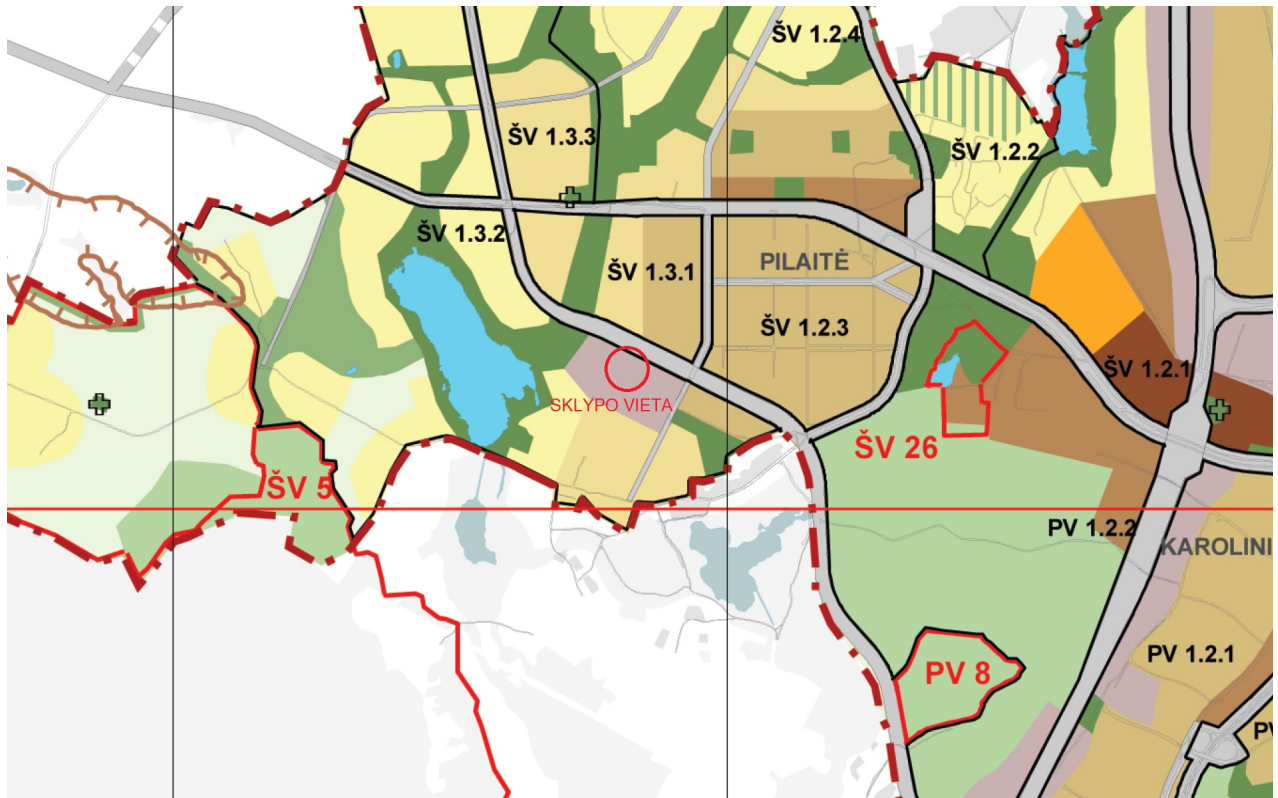 ŠV 1.2.4
ŠV 1.3.3
ŠV 1.2.2
ŠV 1.3.2
ŠV 1.3.1
PILAITĖ
ŠV 1.2.3
ŠV 1.2.1
SKLYPO VIETA
ŠV 26
ŠV 5
PV 1.2.2
KAROLINI
PV 1.2.1
PV 8
PV